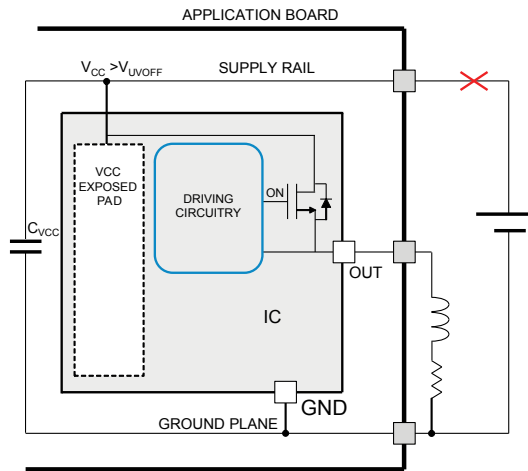 APPLICATION BOARD
VCC >VUVOFF
SUPPLY RAIL
VCC
EXPOSED
PAD
DRIVING
CIRCUITRY
ON
CVCC
OUT
IC
GND
GROUND PLANE